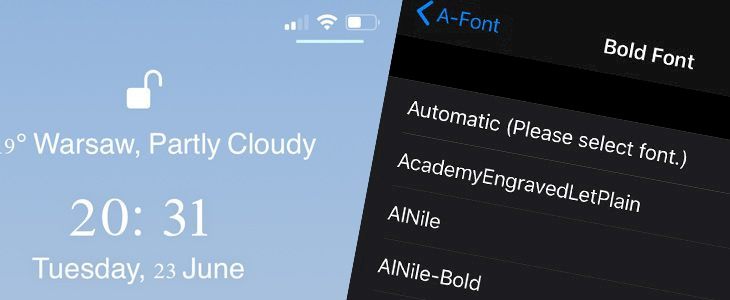 9° Warsaw, Partly Cloudy
20: 31
Tuesday, 23 June
A-Font
Bold Font
Automatic (Please select font.)
AcademyEngravedLetPlain
AlNile
AlNile-Bold